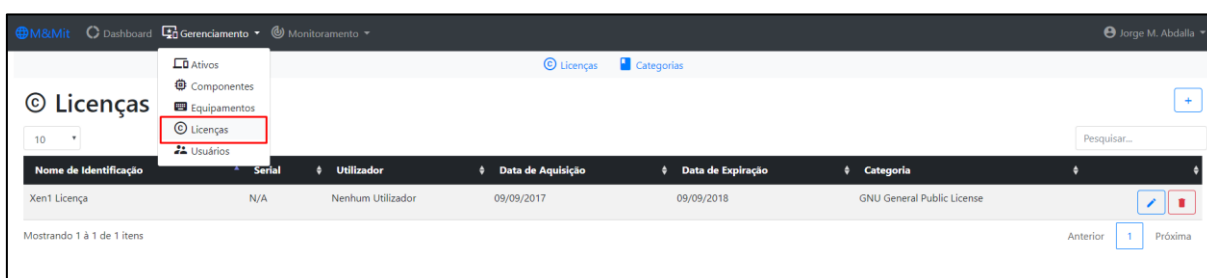 M&Mit Dashboard Gerenciamento Monitoramento Jorge M. Abdalla
Ativos
Componentes
Equipamentos
Licenças
Usuários
Licenças Categorias
© Licenças
+
10
Pesquisar...
Nome de Identificação Serial Utilizador Data de Aquisição Data de Expiração Categoria
Xen1 Licença N/A Nenhum Utilizador 09/09/2017 09/09/2018 GNU General Public License
Mostrando 1 à 1 de 1 itens
Anterior 1 Próxima